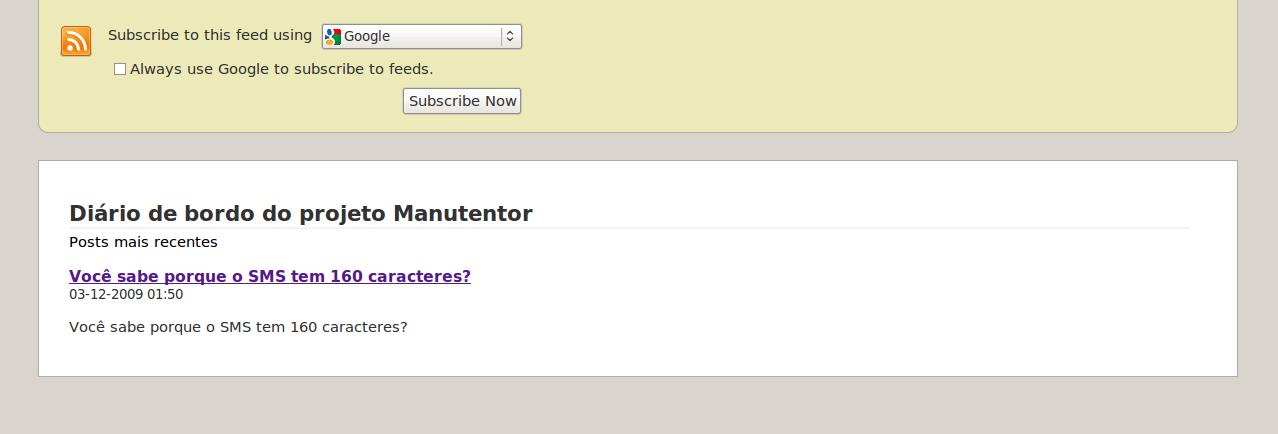 Subscribe to this feed using Google
Always use Google to subscribe to feeds.
Subscribe Now
Diário de bordo do projeto Manutentor
Posts mais recentes
Você sabe porque o SMS tem 160 caracteres?
03-12-2009 01:50
Você sabe porque o SMS tem 160 caracteres?